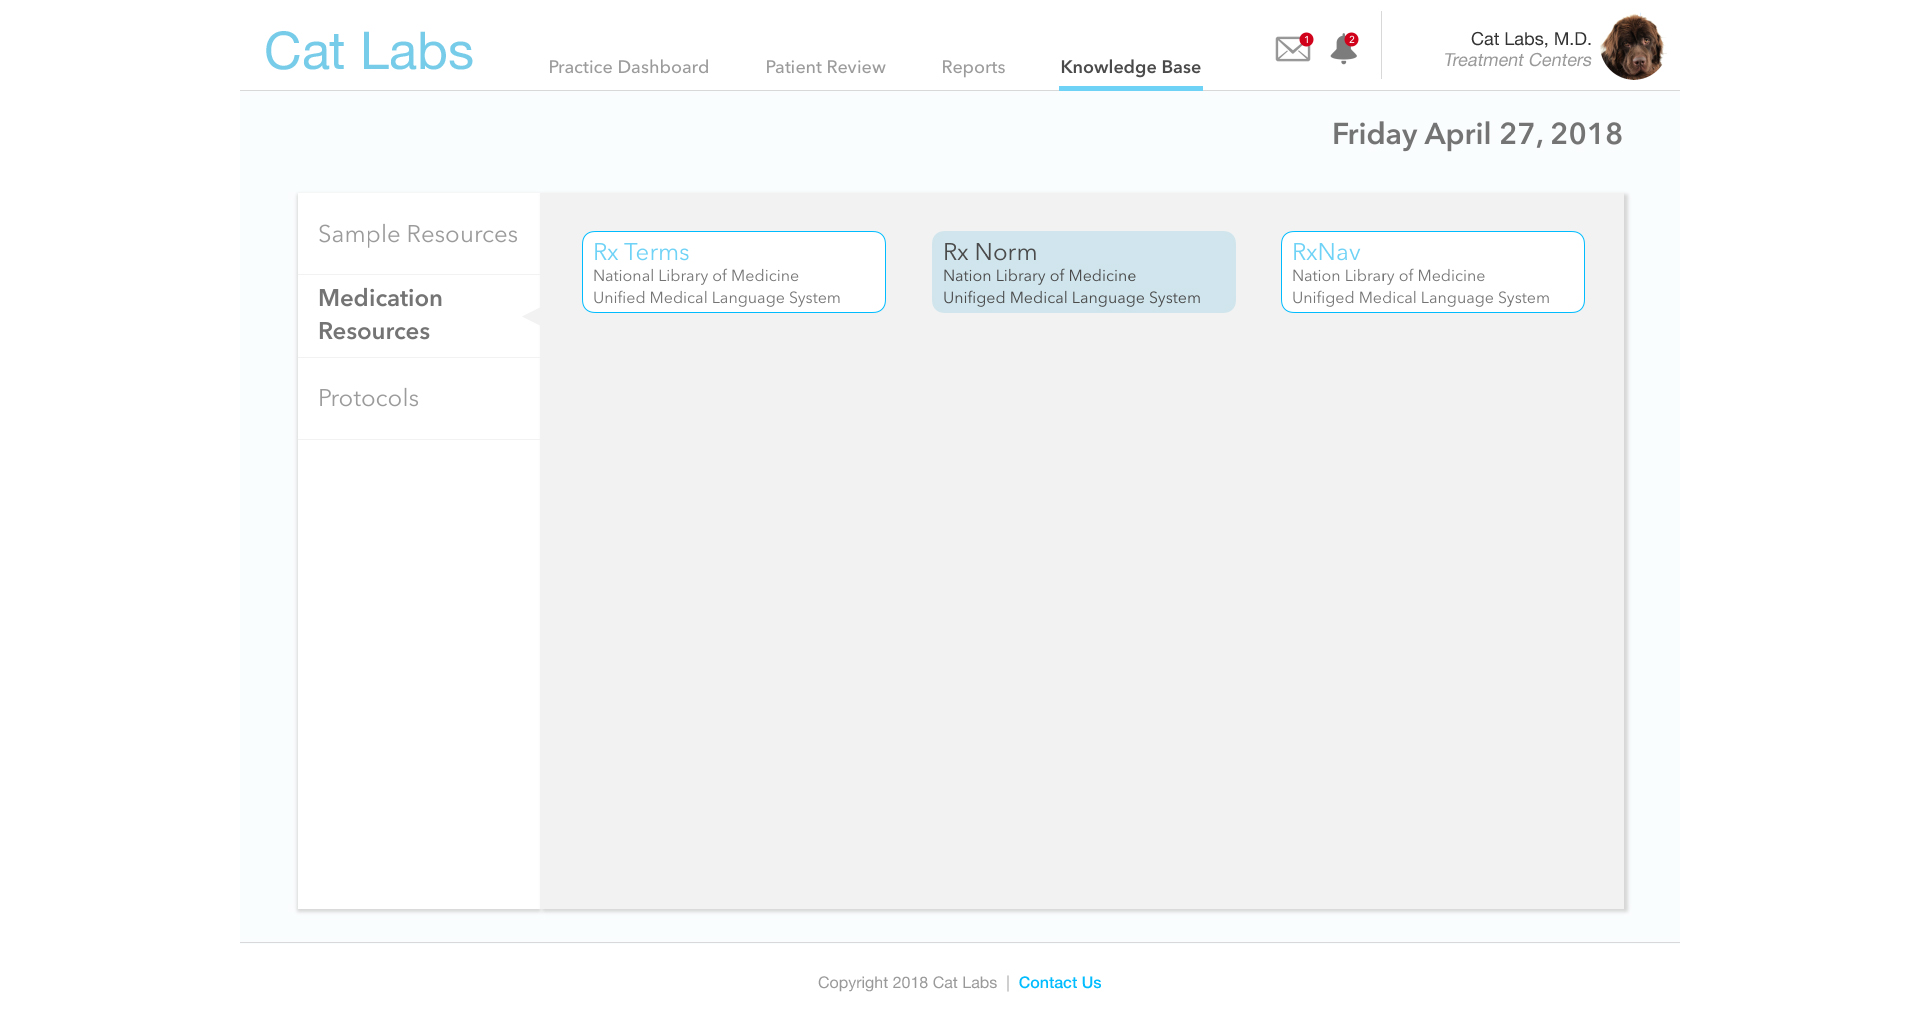 Cat Labs
Practice Dashboard
Patient Review
Reports
Knowledge Base
1
2
Cat Labs, M.D.
Treatment Centers
Friday April 27, 2018
Sample Resources
Medication
Resources
Protocols
Rx Terms
National Library of Medicine
Unified Medical Language System
Rx Norm
Nation Library of Medicine
Unifiged Medical Language System
RxNav
Nation Library of Medicine
Unifiged Medical Language System
Copyright 2018 Cat Labs | Contact Us